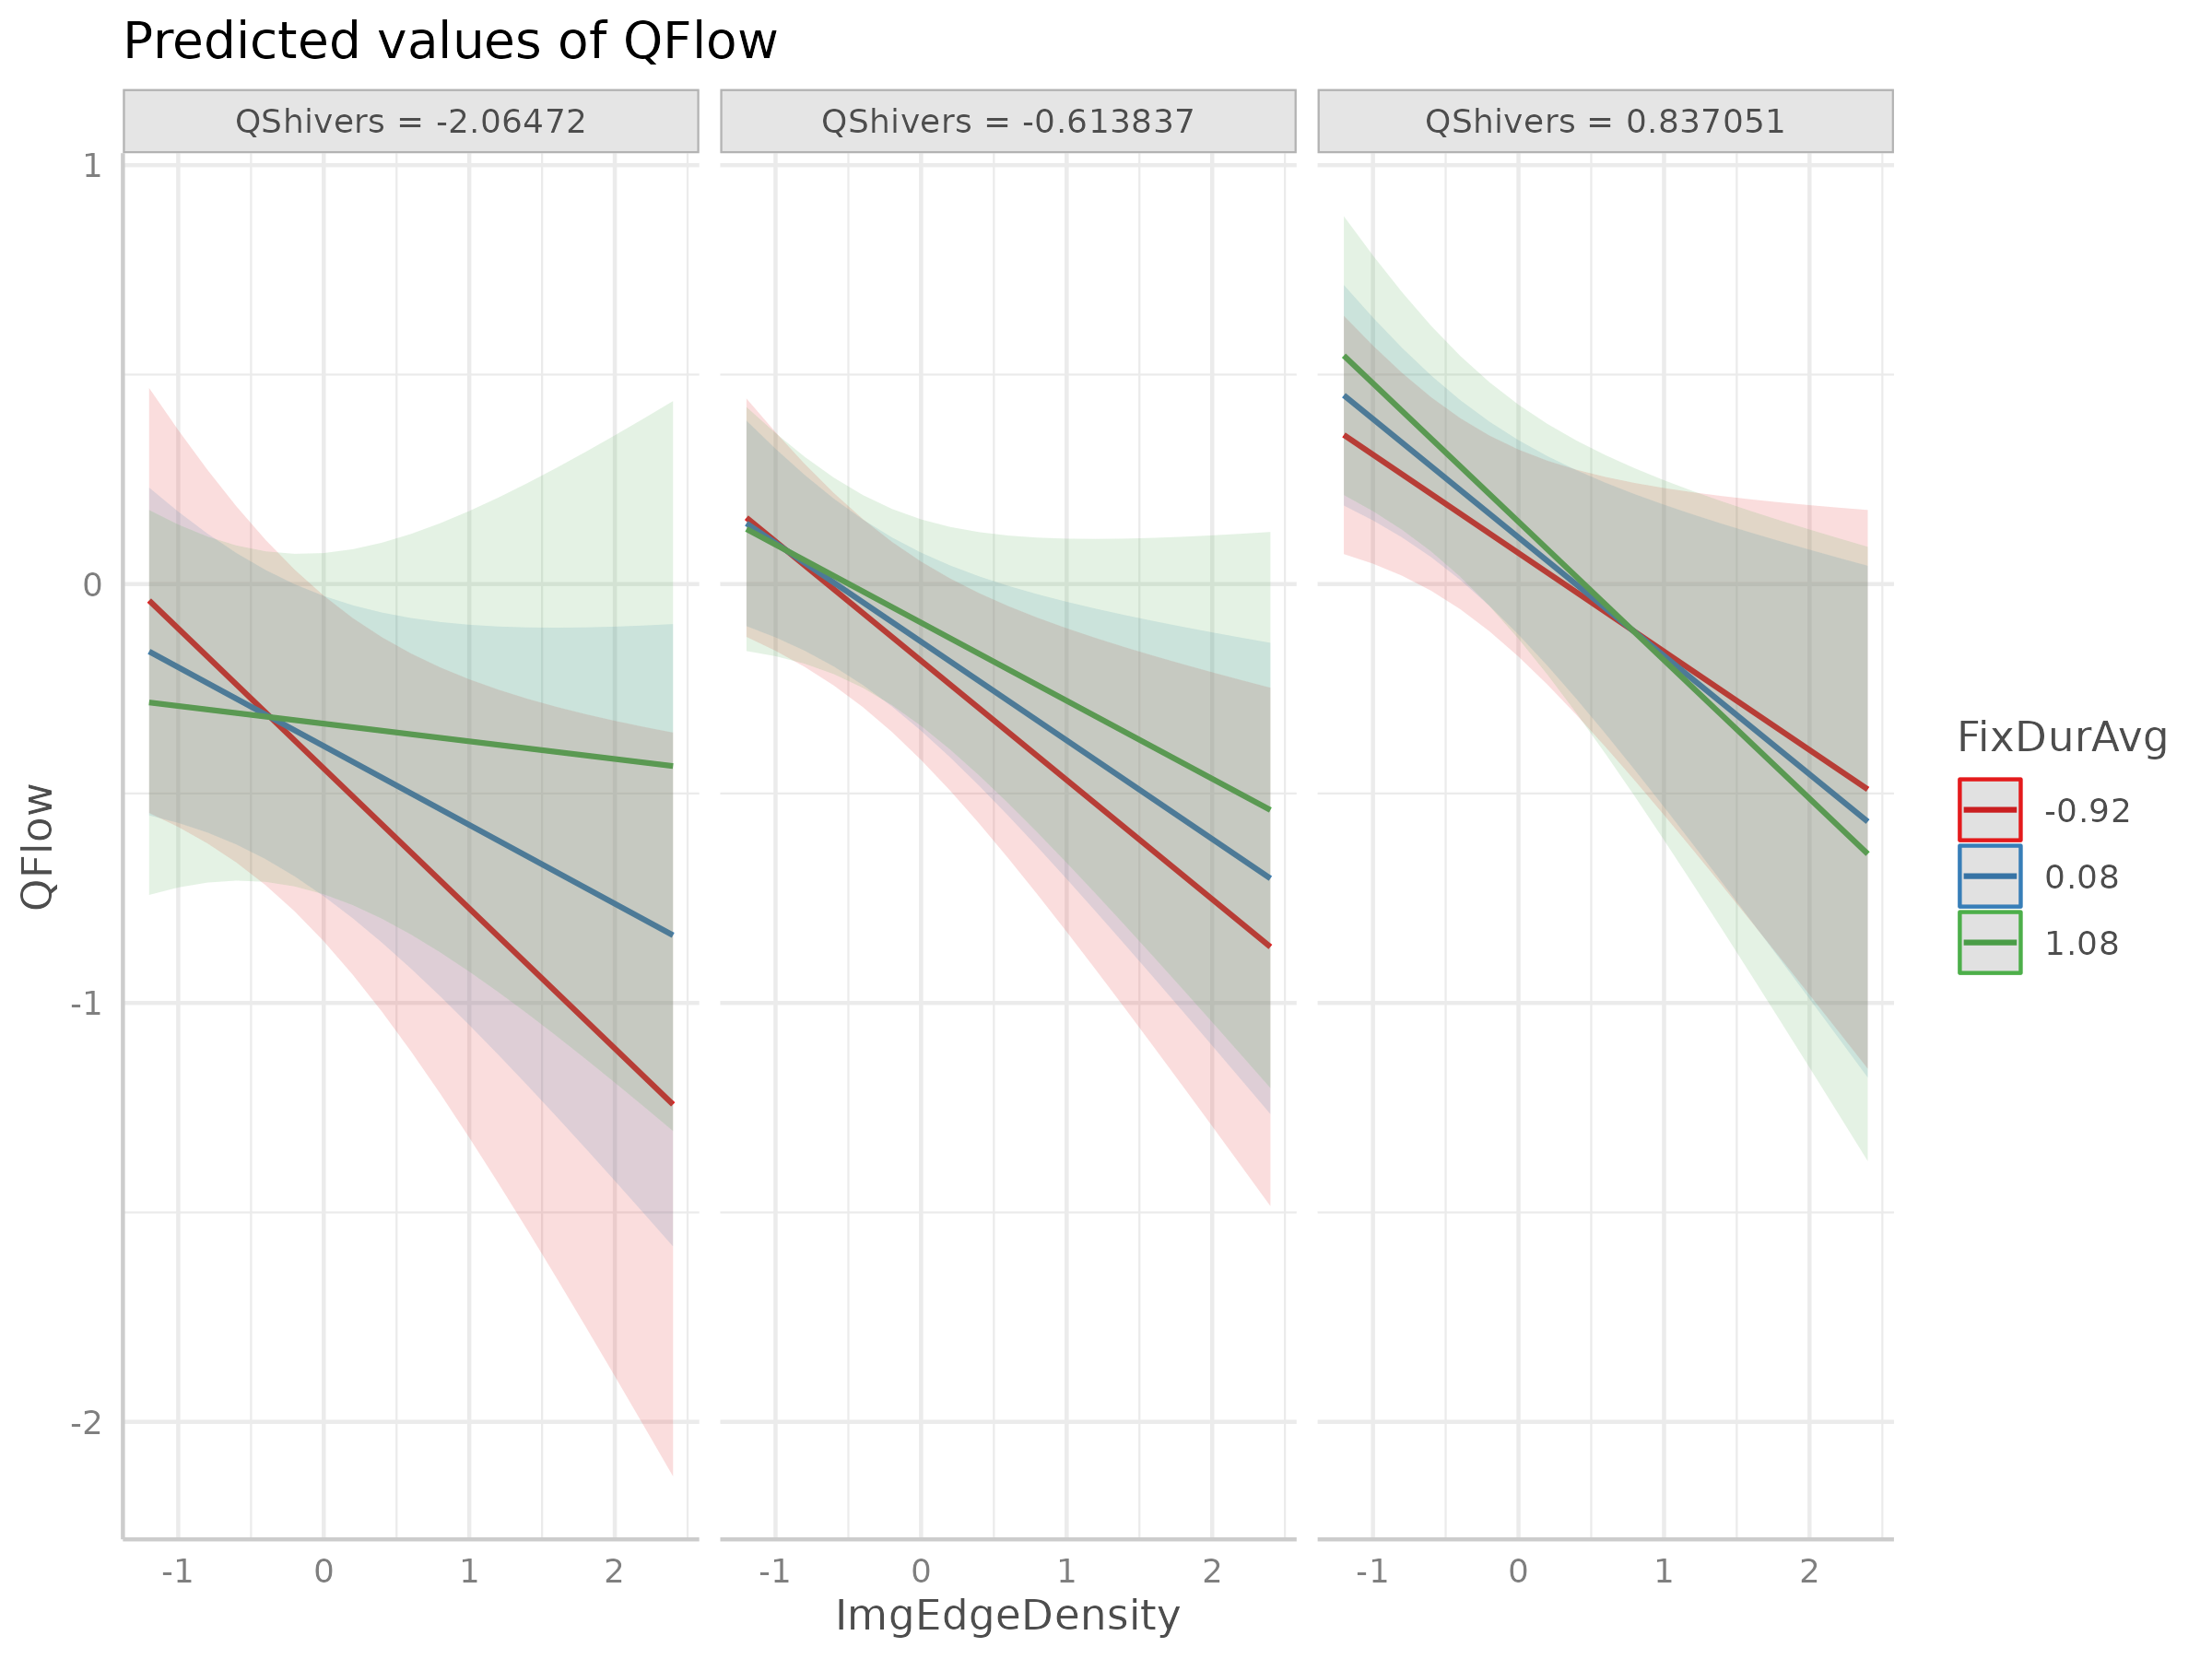 Predicted values of QFlow
QShivers = -2.06472
QShivers = -0.613837
QShivers = 0.837051
1
0
-1
-2
QFlow
-1 0 1 2
-1 0 1 2
-1 0 1 2
ImgEdgeDensity
FixDurAvg
-0.92
0.08
1.08